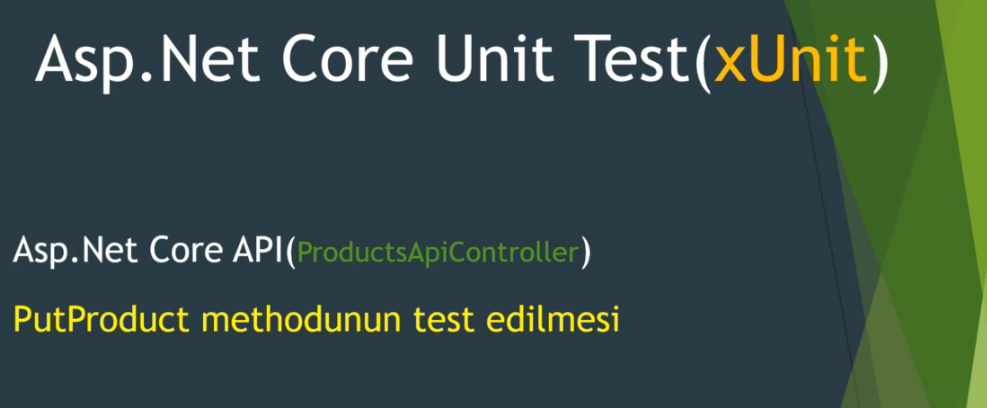 Asp.Net Core Unit Test(xUnit)
Asp.Net Core API(ProductsApiController)
PutProduct methodunun test edilmesi